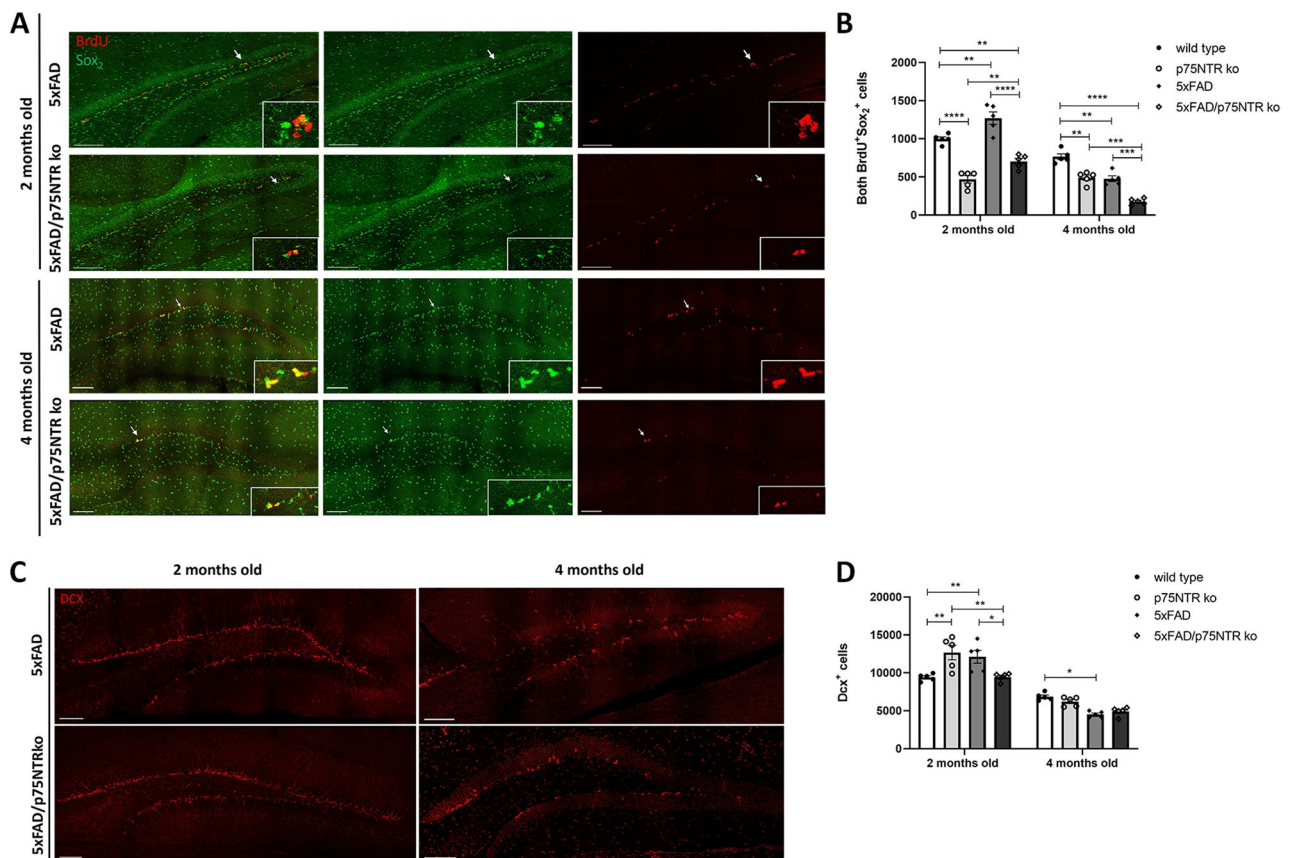 A
2 months old
4 months old
5xFAD
5xFAD/p75NTR ko
5xFAD
5xFAD/p75NTR ko
BrdU
Sox2
B
Both BrdU+Sox2+ cells
2000
1500
1000
500
0
**
**
**
****
****
****
**
**
***
***
2 months old
4 months old
wild type
p75NTR ko
5xFAD
5xFAD/p75NTR ko
C
2 months old
4 months old
5xFAD
5xFAD/p75NTRko
DCX
D
Dcx+ cells
20000
15000
10000
5000
0
**
**
**
*
*
2 months old
4 months old
wild type
p75NTR ko
5xFAD
5xFAD/p75NTR ko